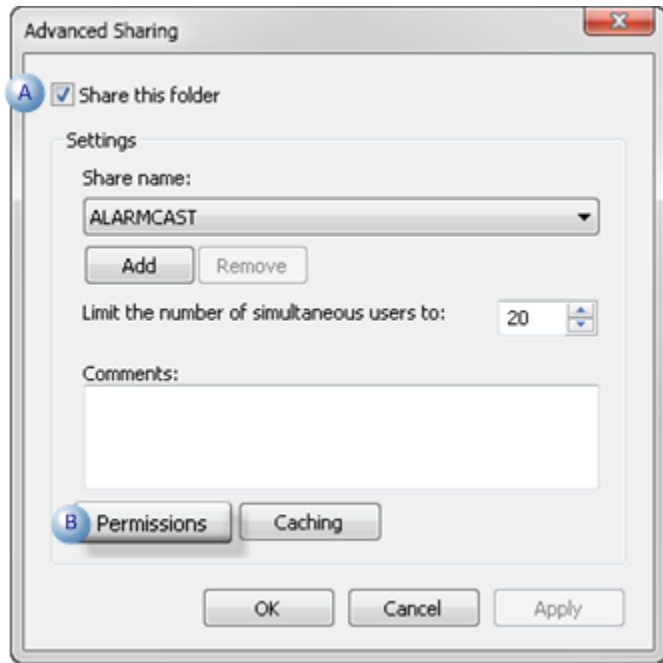 Advanced Sharing
A Share this folder
Settings
Share name:
ALARMCAST
Add Remove
Limit the number of simultaneous users to: 20
Comments:
B Permissions Caching
OK Cancel Apply